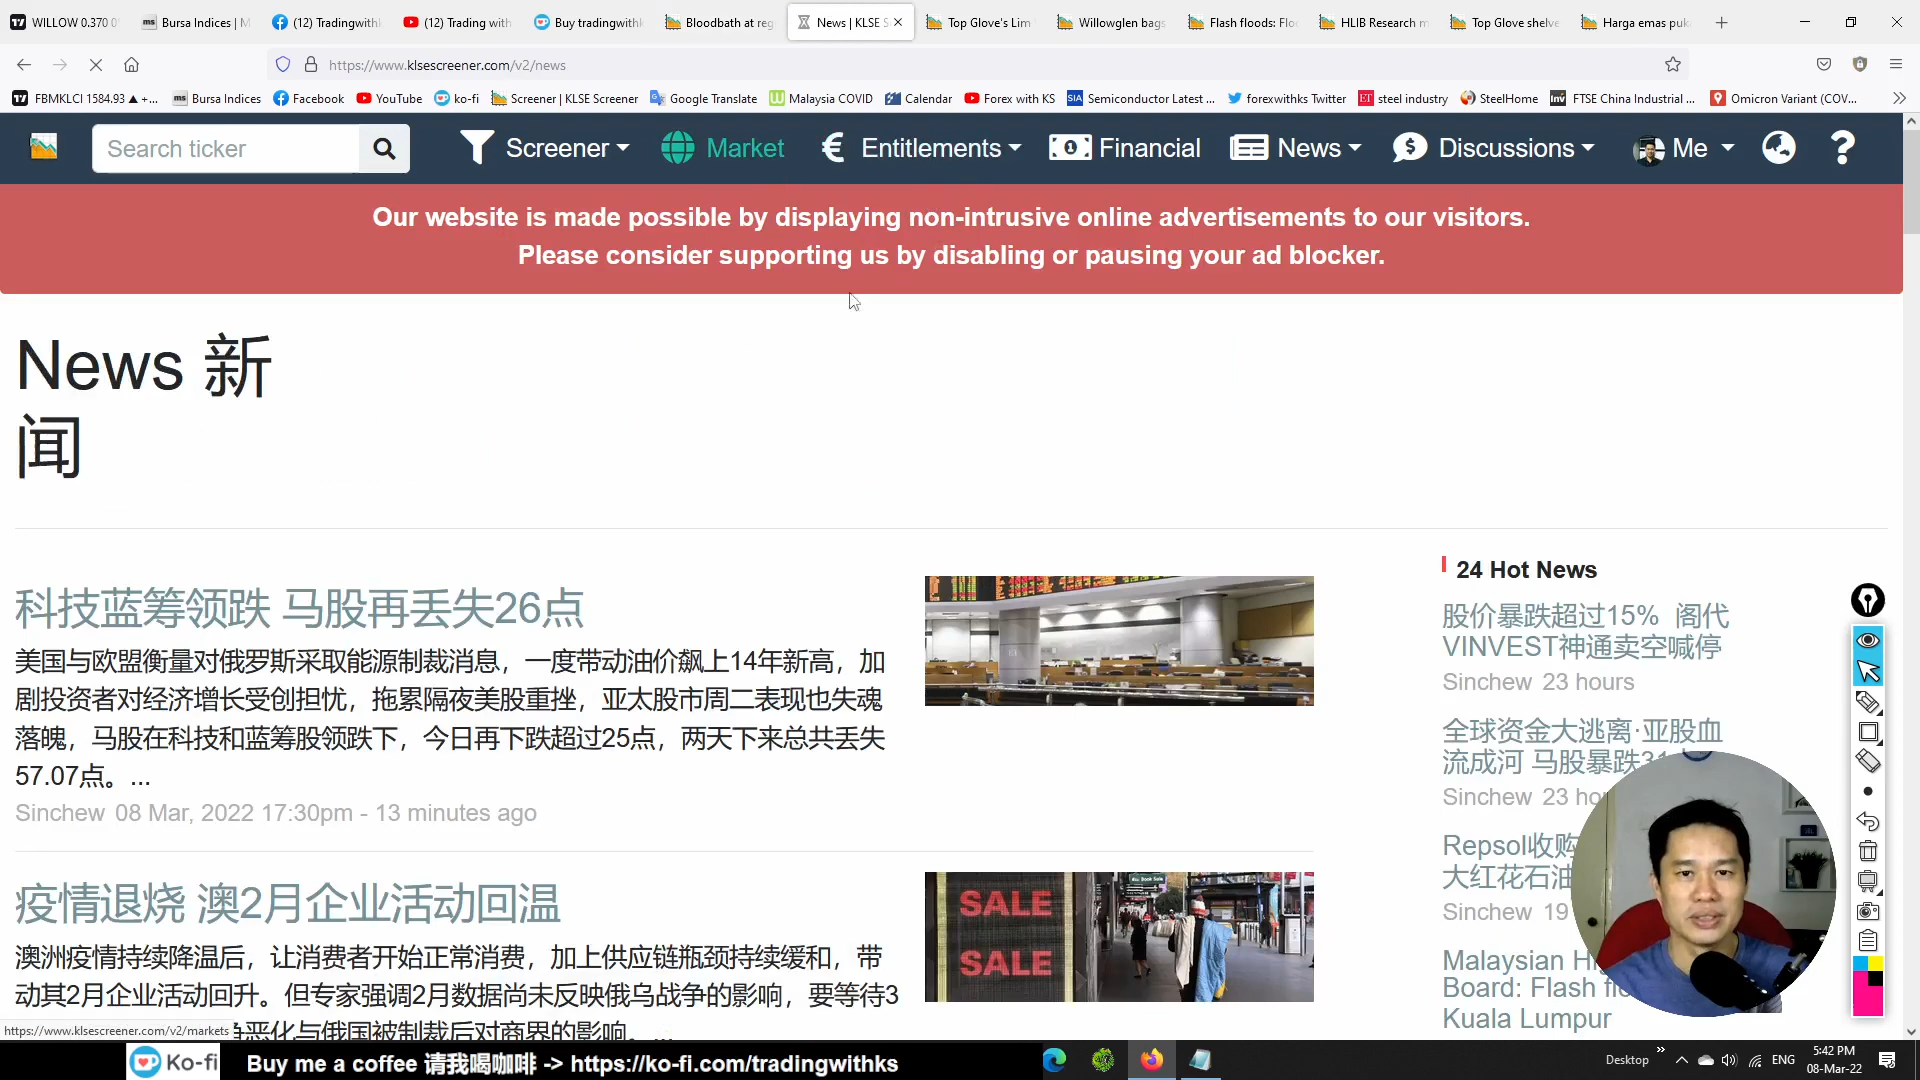 WILLOW 0.370 0 Bursa Indices | M (12) Tradingwith (12) Trading with Buy tradingwith Bloodbath at reg News | KLSE S Top Glove's Lim Willowglen bags Flash floods: Flo HLIB Research m Top Glove shelve Harga emas puk
https://www.klsescreener.com/v2/news
FBMKLCI 1584.93 ▲ +... Bursa Indices Facebook YouTube ko-fi Screener | KLSE Screener Google Translate Malaysia COVID Calendar Forex with KS Semiconductor Latest ... forexwithks Twitter steel industry SteelHome FTSE China Industrial ... Omicron Variant (COV...
Search ticker Screener Market Entitlements Financial News Discussions Me
Our website is made possible by displaying non-intrusive online advertisements to our visitors.
Please consider supporting us by disabling or pausing your ad blocker.
News 新
闻
科技蓝筹领跌 马股再丢失26点
美国与欧盟衡量对俄罗斯采取能源制裁消息，一度带动油价飙上14年新高，加
剧投资者对经济增长受创担忧，拖累隔夜美股重挫，亚太股市周二表现也失魂
落魄，马股在科技和蓝筹股领跌下，今日再下跌超过25点，两天下来总共丢失
57.07点。...
Sinchew 08 Mar, 2022 17:30pm - 13 minutes ago
疫情退烧 澳2月企业活动回温
澳洲疫情持续降温后，让消费者开始正常消费，加上供应链瓶颈持续缓和，带
动其2月企业活动回升。但专家强调2月数据尚未反映俄乌战争的影响，要等待3
恶化与俄国被制裁后对商界的影响。...
SALE
SALE
24 Hot News
股价暴跌超过15% 阁代
VINVEST神通卖空喊停
Sinchew 23 hours
全球资金大逃离·亚股血
流成河 马股暴跌31
Sinchew 23 ho
Repsol收购
大红花石油
Sinchew 19
Malaysian Hi
Board: Flash flo
Kuala Lumpur
https://www.klsescreener.com/v2/markets
Ko-fi Buy me a coffee 请我喝咖啡 -> https://ko-fi.com/tradingwithks
Desktop ENG 5:42 PM
08-Mar-22